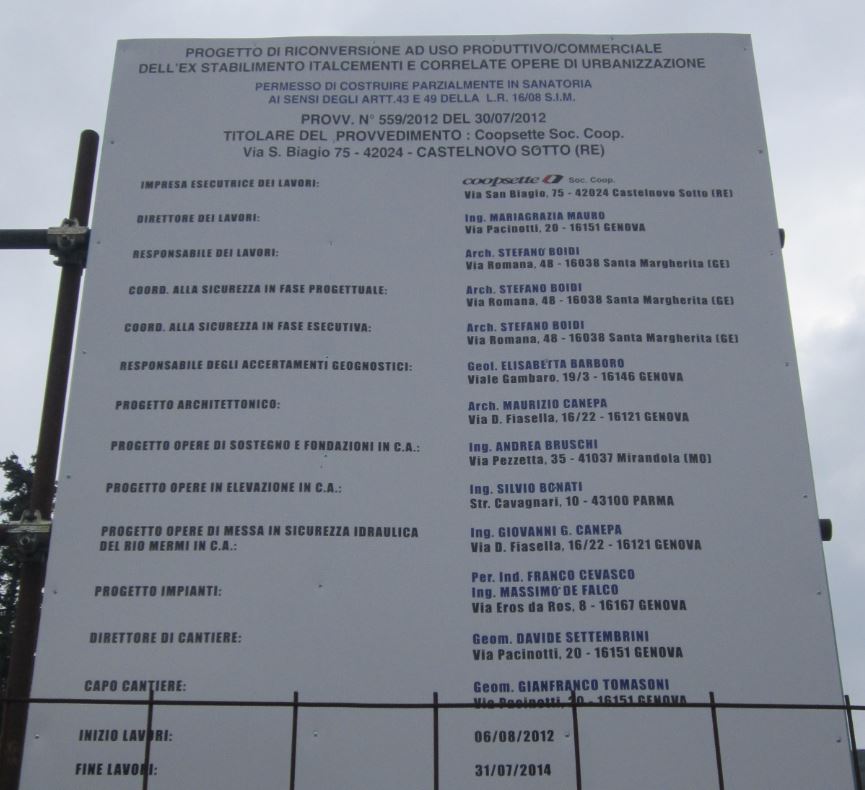 PROGETTO DI RICONVERSIONE AD USO PRODUTTIVO/COMMERCIALE
DELL'EX STABILIMENTO ITALCEMENTI E CORRELATE OPERE DI URBANIZZAZIONE
PERMESSO DI COSTRUIRE PARZIALMENTE IN SANATORIA
AI SENSI DEGLI ARTT.43 E 49 DELLA L.R. 16/08 S.I.M.
PROVV. N° 559/2012 DEL 30/07/2012
TITOLARE DEL PROVVEDIMENTO : Coopsette Soc. Coop.
Via S. Biagio 75 - 42024 - CASTELNOVO SOTTO (RE)
IMPRESA ESECUTRICE DEI LAVORI: coopsette Soc. Coop.
Via San Biagio, 75 - 42024 Castelnovo Sotto (RE)
DIRETTORE DEI LAVORI: Ing. MARIAGRAZIA MAURO
Via Pacinotti, 20 - 16151 GENOVA
RESPONSABILE DEI LAVORI: Arch. STEFANO BOIDI
Via Romana, 48 - 16038 Santa Margherita (GE)
COORD. ALLA SICUREZZA IN FASE PROGETTUALE: Arch. STEFANO BOIDI
Via Romana, 48 - 16038 Santa Margherita (GE)
COORD. ALLA SICUREZZA IN FASE ESECUTIVA: Arch. STEFANO BOIDI
Via Romana, 48 - 16038 Santa Margherita (GE)
RESPONSABILE DEGLI ACCERTAMENTI GEOGNOSTICI: Geol. ELISABETTA BARBORO
Viale Gambaro, 19/3 - 16146 GENOVA
PROGETTO ARCHITETTONICO: Arch. MAURIZIO CANEPA
Via D. Fiasella, 16/22 - 16121 GENOVA
PROGETTO OPERE DI SOSTEGNO E FONDAZIONI IN C.A.: Ing. ANDREA BRUSCHI
Via Pezzetta, 35 - 41037 Mirandola (MO)
PROGETTO OPERE IN ELEVAZIONE IN C.A.: Ing. SILVIO BONATI
Str. Cavagnari, 10 - 43100 PARMA
PROGETTO OPERE DI MESSA IN SICUREZZA IDRAULICA Ing. GIOVANNI G. CANEPA
DEL RIO MERMI IN C.A.: Via D. Fiasella, 16/22 - 16121 GENOVA
Per. Ind. FRANCO CEVASCO
PROGETTO IMPIANTI: Ing. MASSIMO DE FALCO
Via Eros da Ros, 8 - 16167 GENOVA
DIRETTORE DI CANTIERE: Geom. DAVIDE SETTEMBRINI
Via Pacinotti, 20 - 16151 GENOVA
CAPO CANTIERE: Geom. GIANFRANCO TOMASONI
Via Pacinotti, 20 - 16151 GENOVA
INIZIO LAVORI: 06/08/2012
FINE LAVORI: 31/07/2014